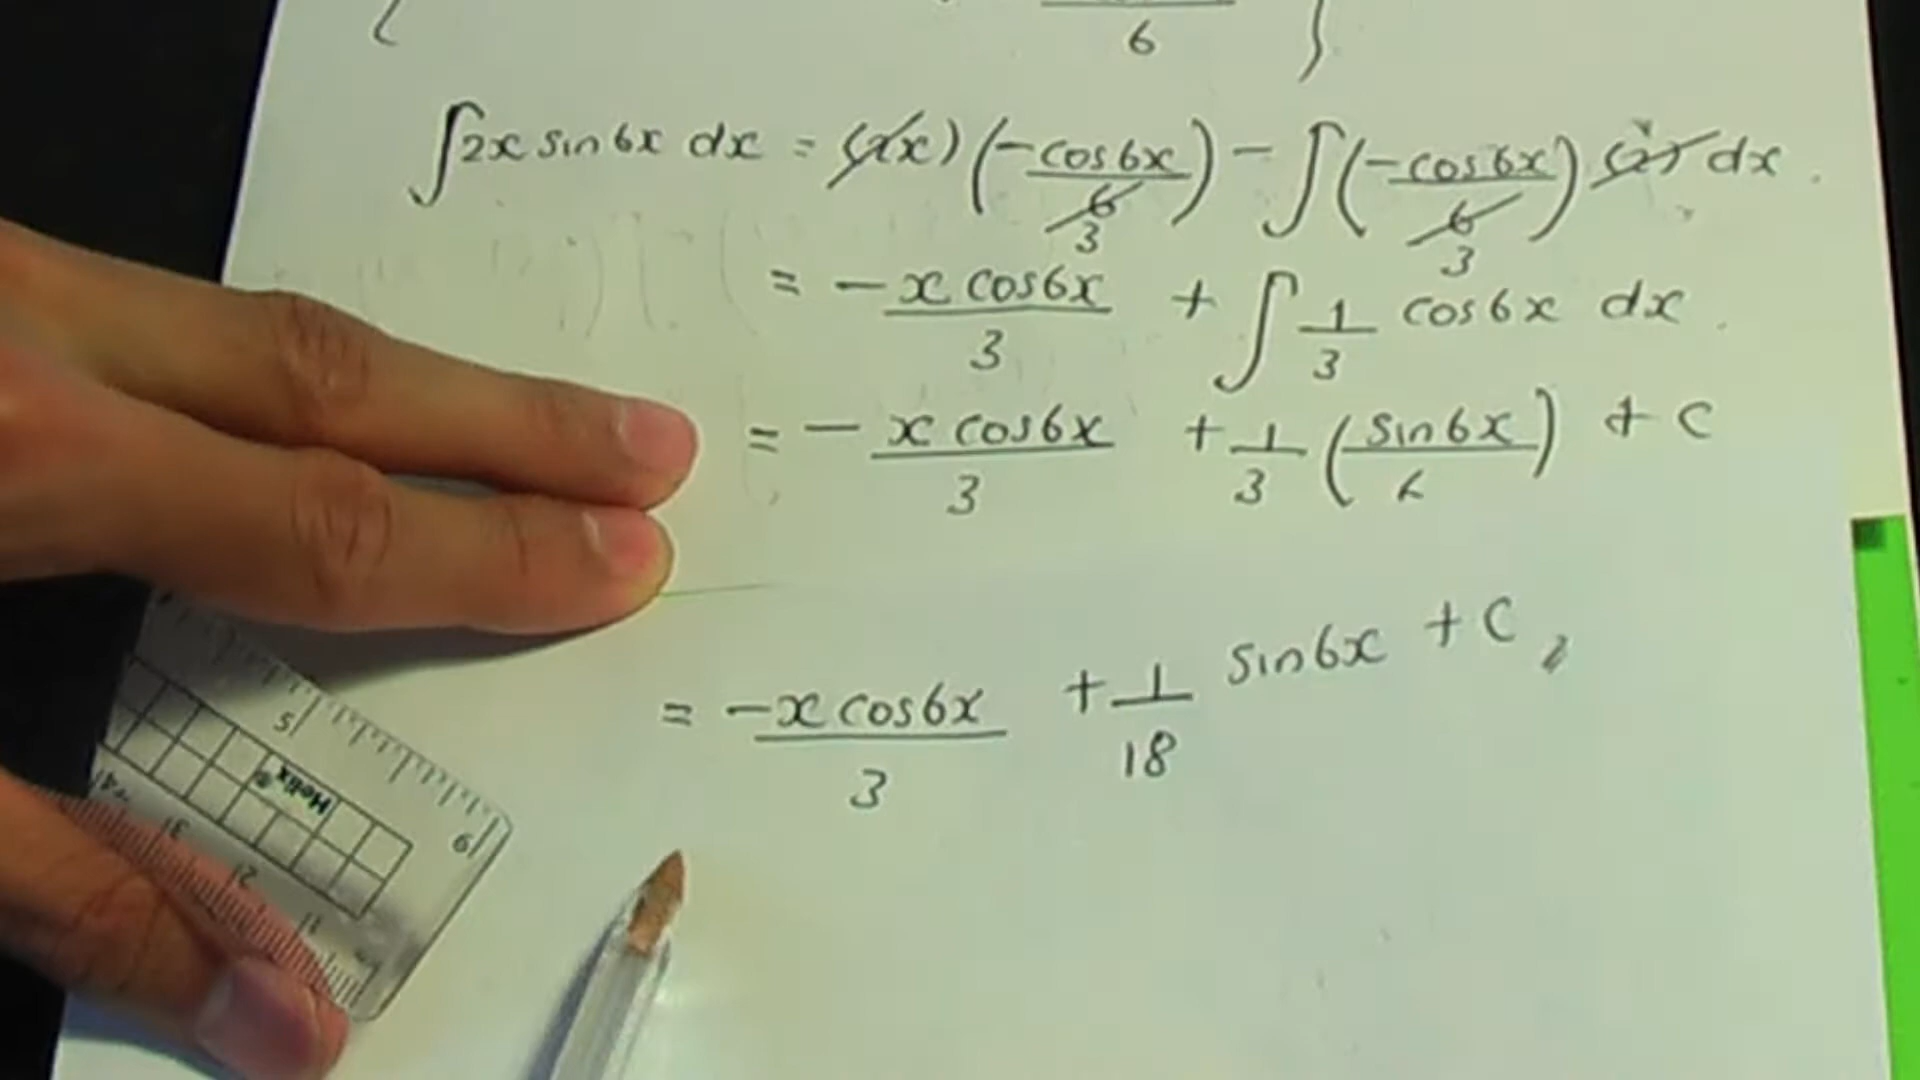 6
∫2x sin6x dx = (2x)(-cos6x/6) - ∫(-cos6x/6)(2) dx
3 3
= - x cos6x/3 + ∫ 1/3 cos6x dx
= - x cos6x/3 + 1/3 (sin6x/6) + C
= -x cos6x/3 + 1/18 sin6x + C
Helix®